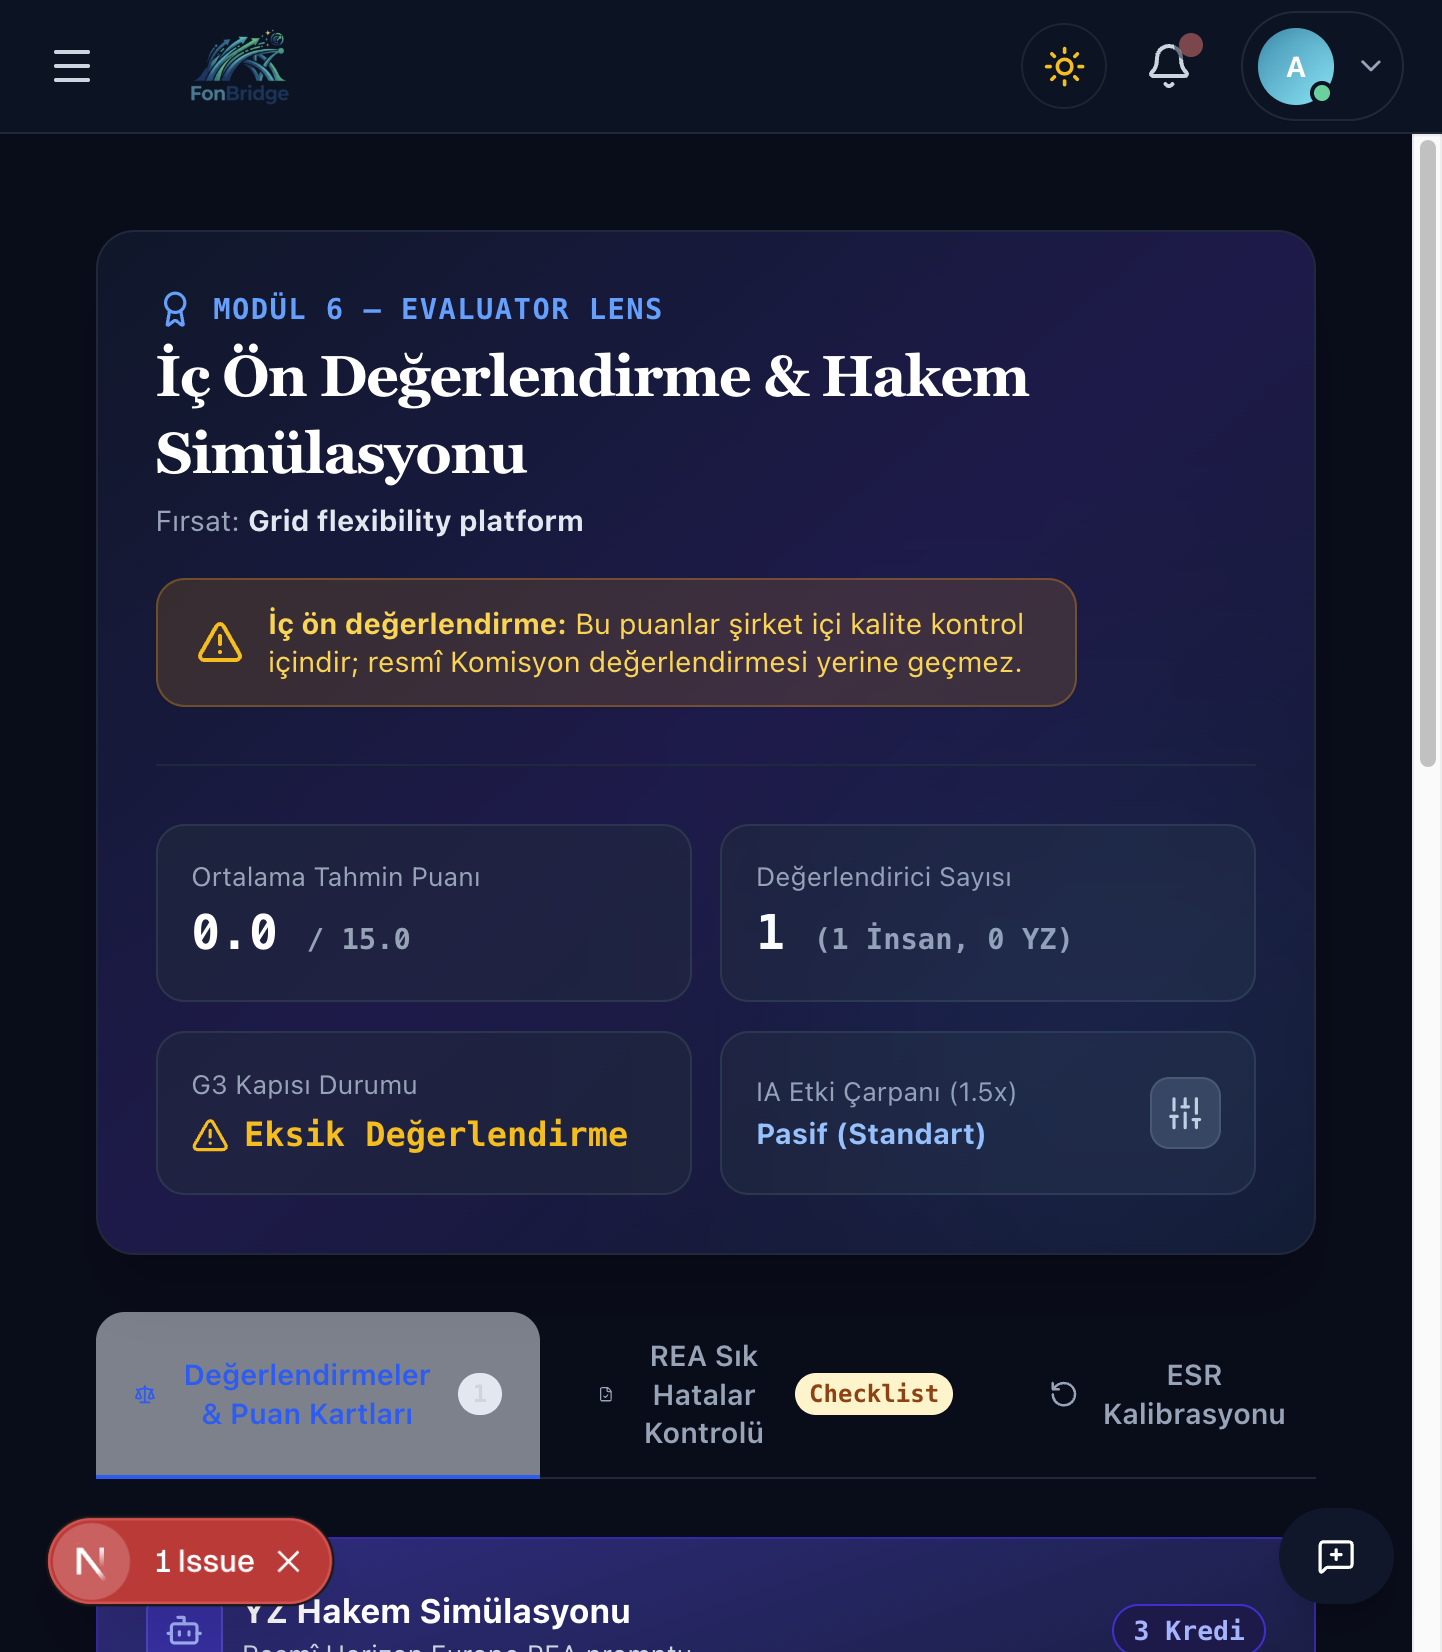 FonBridge
A
MODÜL 6 — EVALUATOR LENS
İç Ön Değerlendirme & Hakem
Simülasyonu
Fırsat: Grid flexibility platform
İç ön değerlendirme: Bu puanlar şirket içi kalite kontrol
içindir; resmî Komisyon değerlendirmesi yerine geçmez.
Ortalama Tahmin Puanı
0.0 / 15.0
Değerlendirici Sayısı
1 (1 İnsan, 0 YZ)
G3 Kapısı Durumu
Eksik Değerlendirme
IA Etki Çarpanı (1.5x)
Pasif (Standart)
Değerlendirmeler
& Puan Kartları
1
REA Sık
Hatalar
Kontrolü
Checklist
ESR
Kalibrasyonu
N
1 Issue
YZ Hakem Simülasyonu
3 Kredi